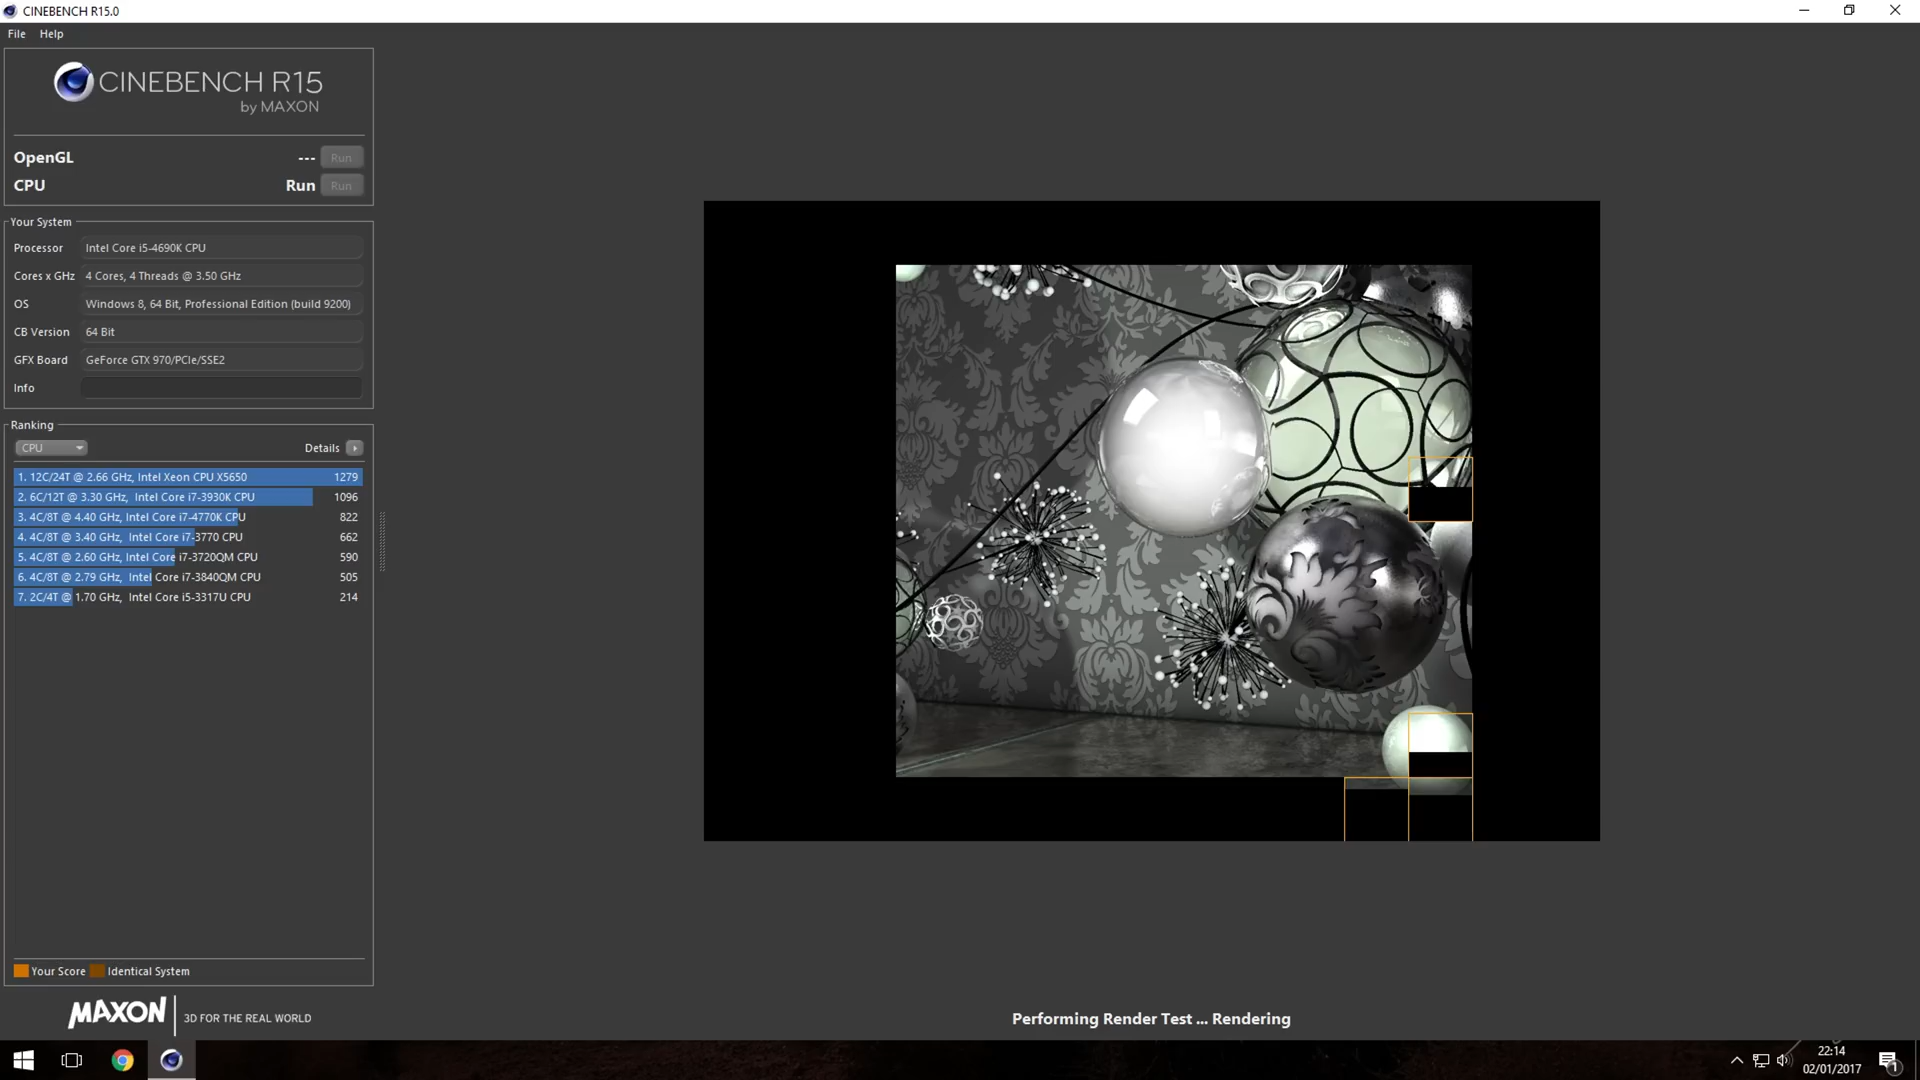 CINEBENCH R15.0
File Help
CINEBENCH R15
by MAXON
OpenGL --- Run
CPU Run Run
Your System
Processor Intel Core i5-4690K CPU
Cores x GHz 4 Cores, 4 Threads @ 3.50 GHz
OS Windows 8, 64 Bit, Professional Edition (build 9200)
CB Version 64 Bit
GFX Board GeForce GTX 970/PCIe/SSE2
Info
Ranking
CPU Details
1. 12C/24T @ 2.66 GHz, Intel Xeon CPU X5650 1279
2. 6C/12T @ 3.30 GHz, Intel Core i7-3930K CPU 1096
3. 4C/8T @ 4.40 GHz, Intel Core i7-4770K CPU 822
4. 4C/8T @ 3.40 GHz, Intel Core i7-3770 CPU 662
5. 4C/8T @ 2.60 GHz, Intel Core i7-3720QM CPU 590
6. 4C/8T @ 2.79 GHz, Intel Core i7-3840QM CPU 505
7. 2C/4T @ 1.70 GHz, Intel Core i5-3317U CPU 214
Your Score Identical System
MAXON 3D FOR THE REAL WORLD
Performing Render Test ... Rendering
22:14
02/01/2017
1